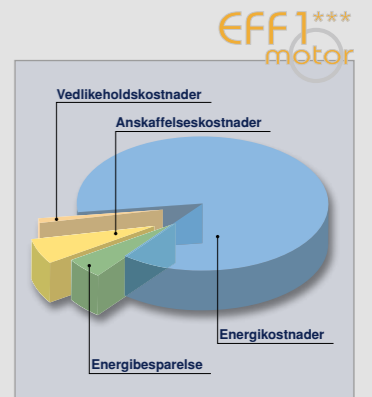 EFF1***
motor
Vedlikeholdskostnader
Anskaffelseskostnader
Energikostnader
Energibesparelse